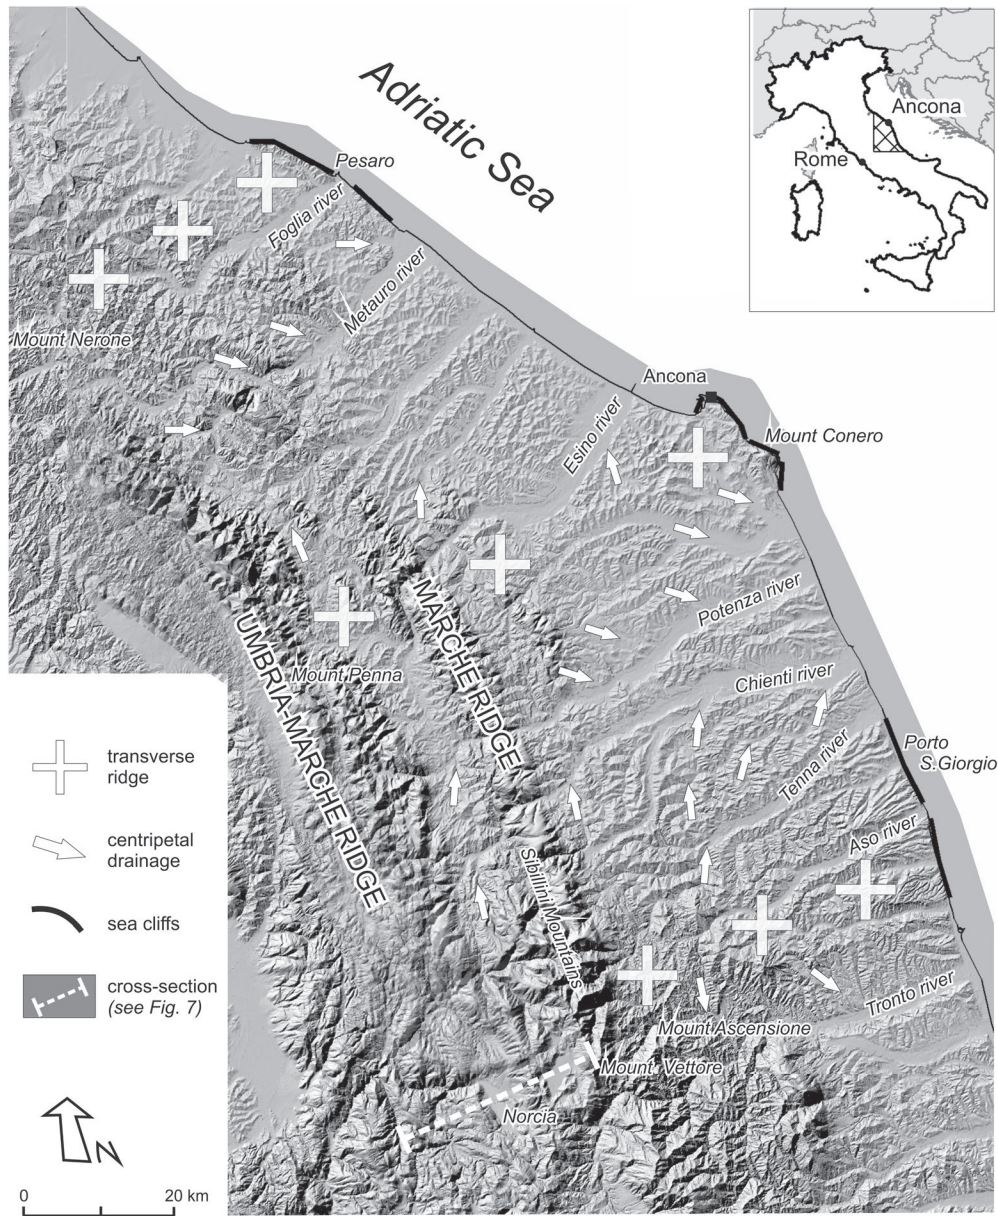 Adriatic Sea
Ancona
Rome
Pesaro
Foglia river
Metauro river
Mount Nerone
Ancona
Mount Conero
Esino river
Potenza river
MARCHE RIDGE
UMBRIA-MARCHE RIDGE
Mount Penna
Chienti river
Tenna river
Porto
S.Giorgio
Aso river
Sibillini Mountains
Tronto river
Mount Ascensione
Mount Vettore
Norcia
transverse
ridge
centripetal
drainage
sea cliffs
cross-section
(see Fig. 7)
N
0 20 km